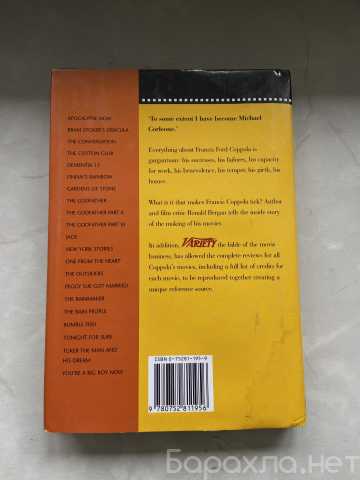 APOCALYPSE NOW
BRAM STOKER'S DRACULA
THE CONVERSATION
THE COTTON CLUB
DEMENTIA 13
FINIAN'S RAINBOW
GARDENS OF STONE
THE GODFATHER
THE GODFATHER PART II
THE GODFATHER PART III
JACK
NEW YORK STORIES
ONE FROM THE HEART
THE OUTSIDERS
PEGGY SUE GOT MARRIED
THE RAINMAKER
THE RAIN PEOPLE
RUMBLE FISH
TONIGHT FOR SURE
TUCKER THE MAN AND
HIS DREAM
YOU'RE A BIG BOY NOW
'To some extent I have become Michael
Corleone.'
Everything about Francis Ford Coppola is
gargantuan: his successes, his failures, his capacity
for work, his benevolence, his temper, his girth, his
homes.
What is it that makes Francis Coppola tick? Author
and film critic Ronald Bergan tells the inside story
of the making of his movies
In addition, VARIETY the bible of the movie
business, has allowed the complete reviews for all
Coppola's movies, including a full list of credits for
each movie, to be reproduced together creating a
unique reference source.
ISBN 0-75281-195-9
9 780752 811956
Барахла.нет